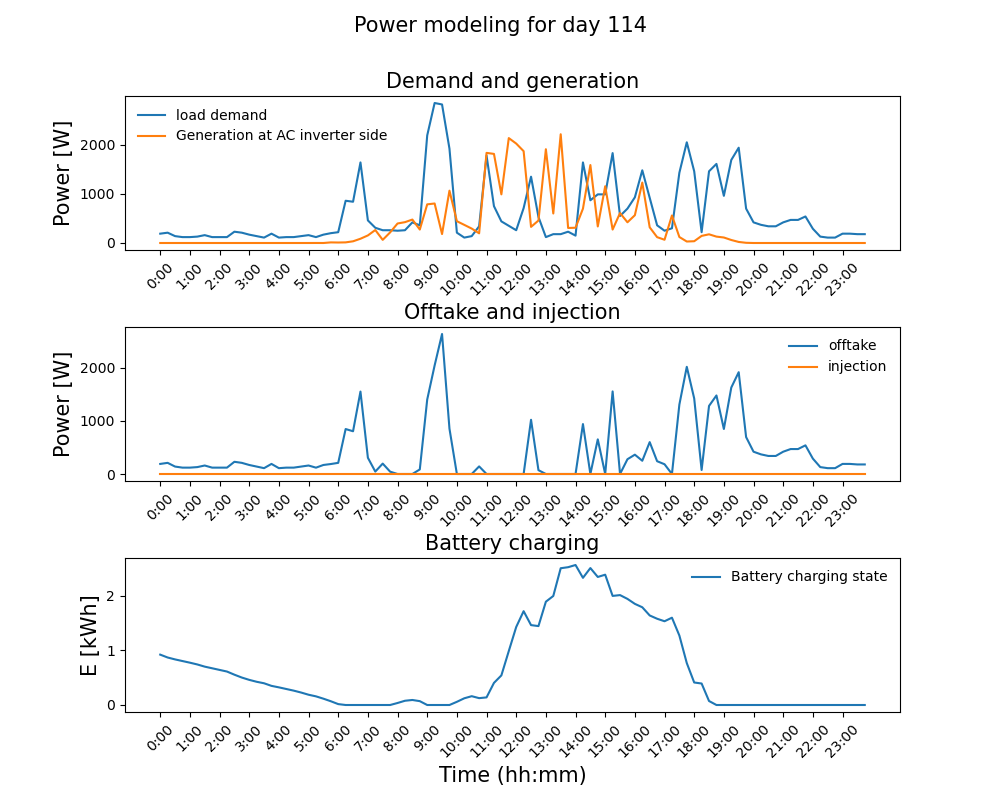 Power modeling for day 114
Demand and generation
Power [W]
2000
1000
0
load demand
Generation at AC inverter side
0:00 1:00 2:00 3:00 4:00 5:00 6:00 7:00 8:00 9:00 10:00 11:00 12:00 13:00 14:00 15:00 16:00 17:00 18:00 19:00 20:00 21:00 22:00 23:00
Offtake and injection
Power [W]
2000
1000
0
offtake
injection
0:00 1:00 2:00 3:00 4:00 5:00 6:00 7:00 8:00 9:00 10:00 11:00 12:00 13:00 14:00 15:00 16:00 17:00 18:00 19:00 20:00 21:00 22:00 23:00
Battery charging
E [kWh]
2
1
0
Battery charging state
0:00 1:00 2:00 3:00 4:00 5:00 6:00 7:00 8:00 9:00 10:00 11:00 12:00 13:00 14:00 15:00 16:00 17:00 18:00 19:00 20:00 21:00 22:00 23:00
Time (hh:mm)